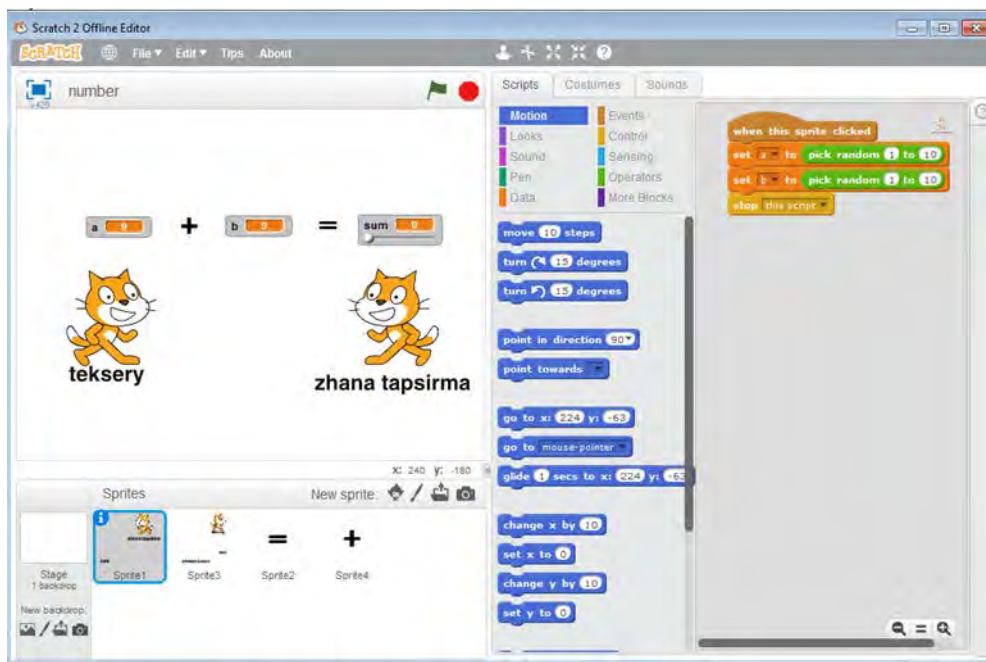 Scratch 2 Offline Editor
SCRATCH File Edit Tips About
number
v426
a 9 + b 9 = sum 0
teksery
zhana tapsirma
X: 240 y: -180
Sprites New sprite:
Stage
1 backdrop
New backdrop:
Sprite1 Sprite3 Sprite2 Sprite4
= +
Scripts Costumes Sounds
Motion Events
Looks Control
Sound Sensing
Pen Operators
Data More Blocks
move 10 steps
turn 15 degrees
turn 15 degrees
point in direction 90
point towards
go to x: 224 y: -63
go to mouse-pointer
glide 1 secs to x: 224 y: -63
change x by 10
set x to 0
change y by 10
set y to 0
when this sprite clicked
set a to pick random 1 to 10
set b to pick random 1 to 10
stop this script